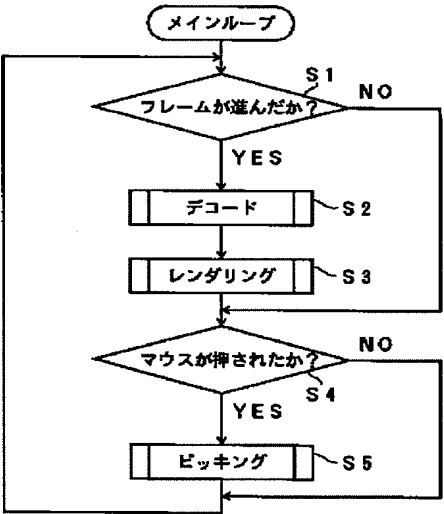 メインループ
S1
フレームが進んだか？
NO
YES
デコード
S2
レンダリング
S3
マウスが押されたか？
NO
S4
YES
ピッキング
S5